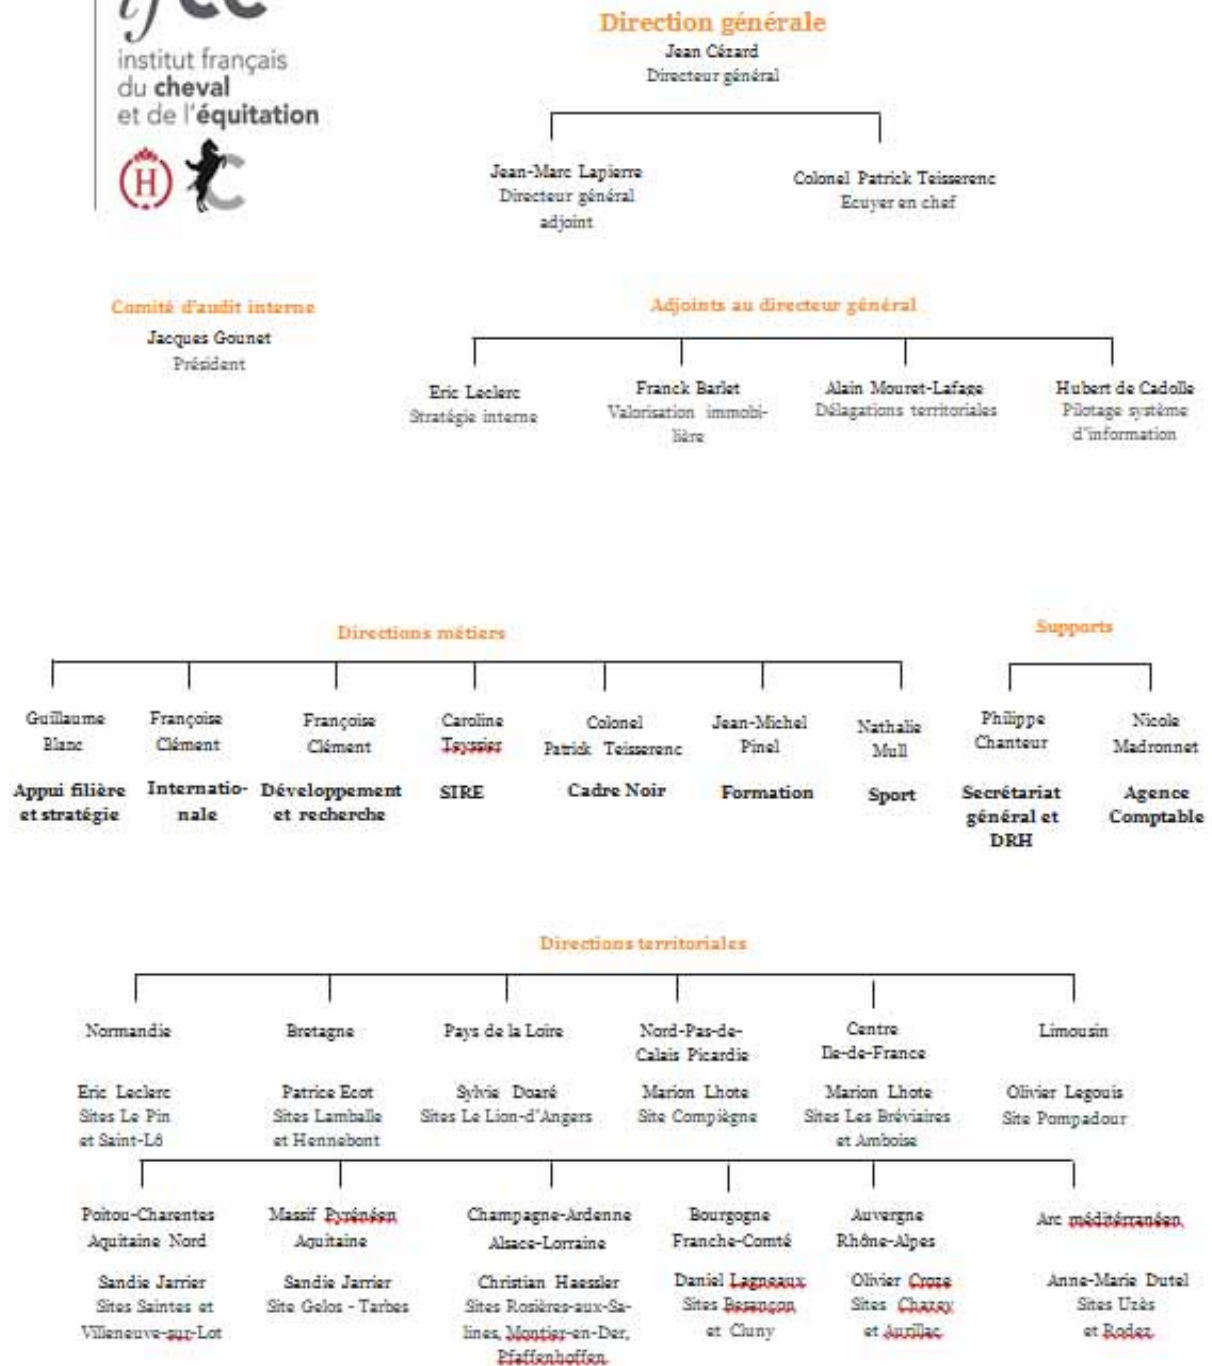 ifce
institut français
du cheval
et de l'équitation
H
Direction générale
Jean Cézard
Directeur général
Jean-Marc Lapierre
Directeur général
adjoint
Colonel Patrick Teisserenc
Ecuyer en chef
Comité d'audit interne
Jacques Gounet
Président
Adjoints au directeur général
Eric Leclerc
Stratégie interne
Franck Barlet
Valorisation immobi-
lière
Alain Mouret-Lafage
Délagations territoriales
Hubert de Cadolle
Pilotage système
d'information
Directions métiers
Guillaume
Blanc
Appui filière
et stratégie
Françoise
Clément
Internatio-
nale
Françoise
Clément
Développement
et recherche
Caroline
Teyssier
SIRE
Colonel
Patrick Teisserenc
Cadre Noir
Jean-Michel
Pinel
Formation
Nathalie
Mull
Sport
Supports
Philippe
Chanteur
Secrétariat
général et
DRH
Nicole
Madronnet
Agence
Comptable
Directions territoriales
Normandie
Eric Leclerc
Sites Le Pin
et Saint-Lô
Bretagne
Patrice Ecot
Sites Lamballe
et Hennebont
Pays de la Loire
Sylvie Doaré
Sites Le Lion-d'Angers
Nord-Pas-de-
Calais Picardie
Marion Lhote
Site Compiègne
Centre
Ile-de-France
Marion Lhote
Sites Les Bréviaires
et Amboise
Limousin
Olivier Legouis
Site Pompadour
Poitou-Charentes
Aquitaine Nord
Sandie Jarrier
Sites Saintes et
Villeneuve-sur-Lot
Massif Pyrénéen
Aquitaine
Sandie Jarrier
Site Gelos - Tarbes
Champagne-Ardenne
Alsace-Lorraine
Christian Haessler
Sites Rosières-aux-Sa-
lines, Montier-en-Der,
Pfaffenhoffen
Bourgogne
Franche-Comté
Daniel Lagneaux
Sites Besançon
et Cluny
Auvergne
Rhône-Alpes
Olivier Croze
Sites Chazey
et Aurillac
Arc méditérranéen
Anne-Marie Dutel
Sites Uzès
et Rodez